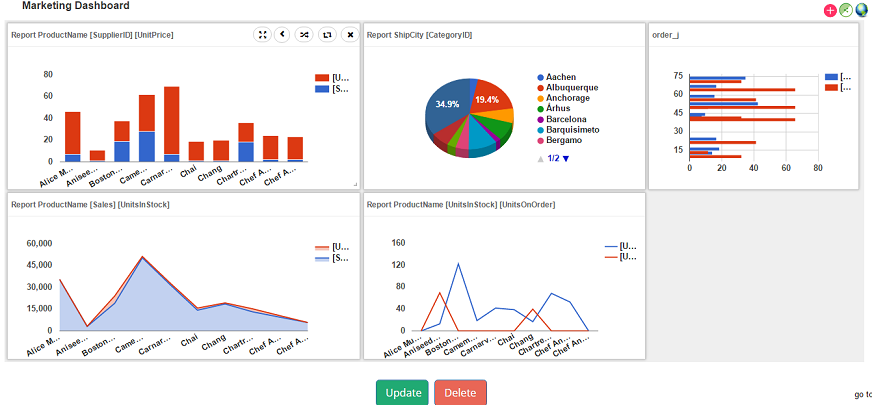 Marketing Dashboard
Report ProductName [SupplierID] [UnitPrice]
80
60
40
20
0
Alice M...
Anisee...
Boston...
Came...
Carnar...
Chai
Chang
Chartr...
Chef A...
Chef A...
[U...
[S...
Report ShipCity [CategoryID]
34.9%
19.4%
Aachen
Albuquerque
Anchorage
Århus
Barcelona
Barquisimeto
Bergamo
▲ 1/2 ▼
order_j
75
60
45
30
15
0
20
40
60
80
[...
[...
Report ProductName [Sales] [UnitsInStock]
60,000
45,000
30,000
15,000
0
Alice M...
Anisee...
Boston...
Came...
Carnar...
Chai
Chang
Chartr...
Chef A...
Chef A...
[U...
[S...
Report ProductName [UnitsInStock] [UnitsOnOrder]
160
120
80
40
0
Alice Mu...
Aniseed...
Boston...
Camem...
Carnarv...
Chai
Chang
Chartre...
Chef An...
Chef An...
[U...
[U...
Update
Delete
go to